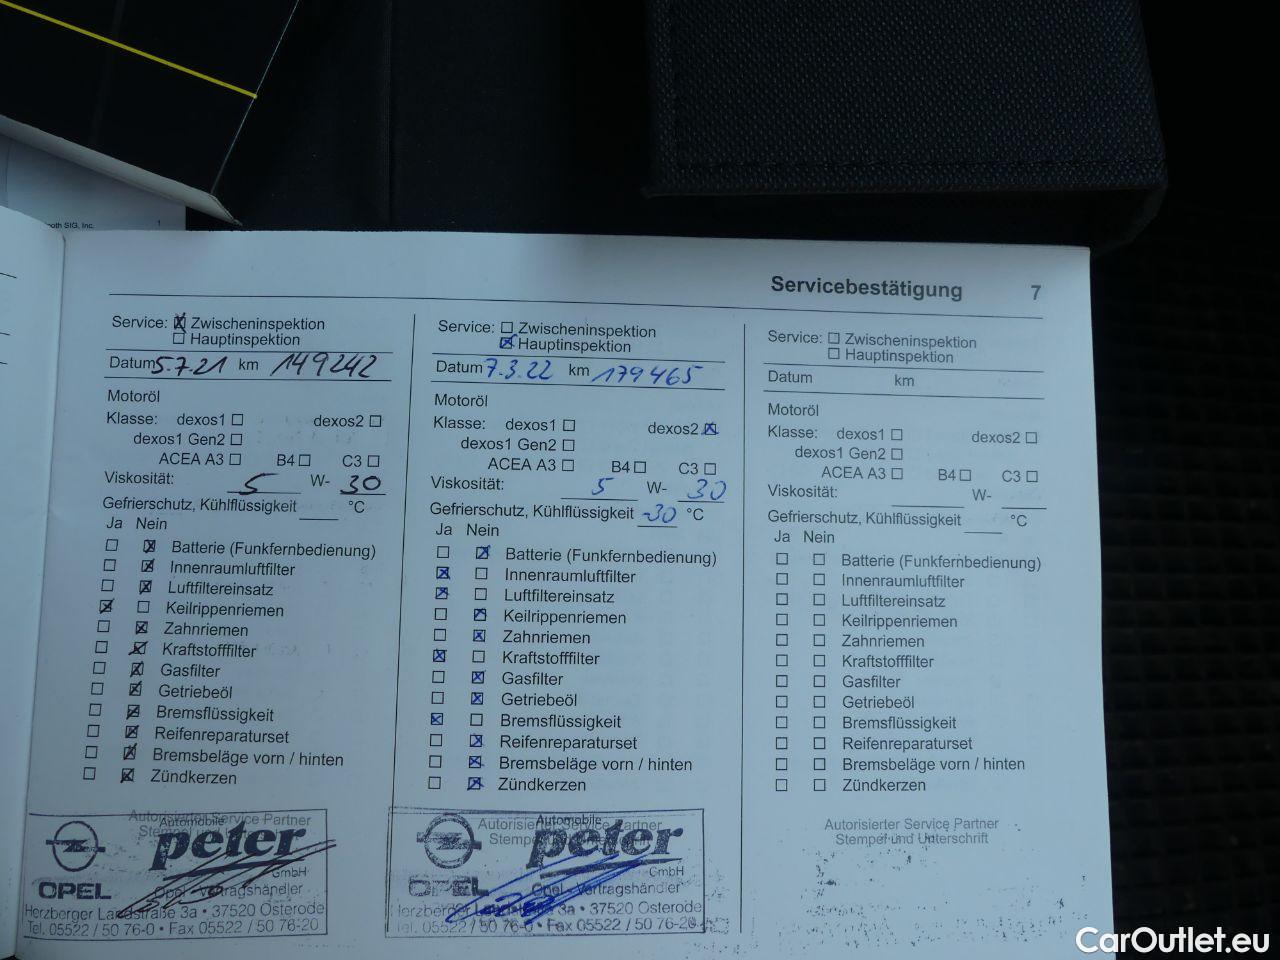 ooth SIG, Inc. 1
Servicebestätigung 7
Service: Zwischeninspektion
Hauptinspektion
Datum 5.7.21 km 149242
Motoröl
Klasse: dexos1 dexos2
dexos1 Gen2
ACEA A3 B4 C3
Viskosität: 5 W- 30
Gefrierschutz, Kühlflüssigkeit °C
Ja Nein
Batterie (Funkfernbedienung)
Innenraumluftfilter
Luftfiltereinsatz
Keilrippenriemen
Zahnriemen
Kraftstofffilter
Gasfilter
Getriebeöl
Bremsflüssigkeit
Reifenreparaturset
Bremsbeläge vorn / hinten
Zündkerzen
Autorisierter Service Partner
Automobile
peter
GmbH
OPEL
Opel - Vertragshändler
Herzberger Landstraße 3a • 37520 Osterode
Tel. 05522 / 50 76-0 • Fax 05522 / 50 76-20
Service: Zwischeninspektion
Hauptinspektion
Datum 7.3.22 km 179465
Motoröl
Klasse: dexos1 dexos2
dexos1 Gen2
ACEA A3 B4 C3
Viskosität: 5 W- 30
Gefrierschutz, Kühlflüssigkeit -30 °C
Ja Nein
Batterie (Funkfernbedienung)
Innenraumluftfilter
Luftfiltereinsatz
Keilrippenriemen
Zahnriemen
Kraftstofffilter
Gasfilter
Getriebeöl
Bremsflüssigkeit
Reifenreparaturset
Bremsbeläge vorn / hinten
Zündkerzen
Automobile
Autorisierter Service Partner
peter
GmbH
OPEL
Opel - Vertragshändler
Herzberger 3a • 37520 Osterode
Tel. 05522 / 50 76-0 • Fax 05522 / 50 76-20
Service: Zwischeninspektion
Hauptinspektion
Datum km
Motoröl
Klasse: dexos1 dexos2
dexos1 Gen2
ACEA A3 B4 C3
Viskosität: W-
Gefrierschutz, Kühlflüssigkeit °C
Ja Nein
Batterie (Funkfernbedienung)
Innenraumluftfilter
Luftfiltereinsatz
Keilrippenriemen
Zahnriemen
Kraftstofffilter
Gasfilter
Getriebeöl
Bremsflüssigkeit
Reifenreparaturset
Bremsbeläge vorn / hinten
Zündkerzen
Autorisierter Service Partner
Stempel und Unterschrift
CarOutlet.eu